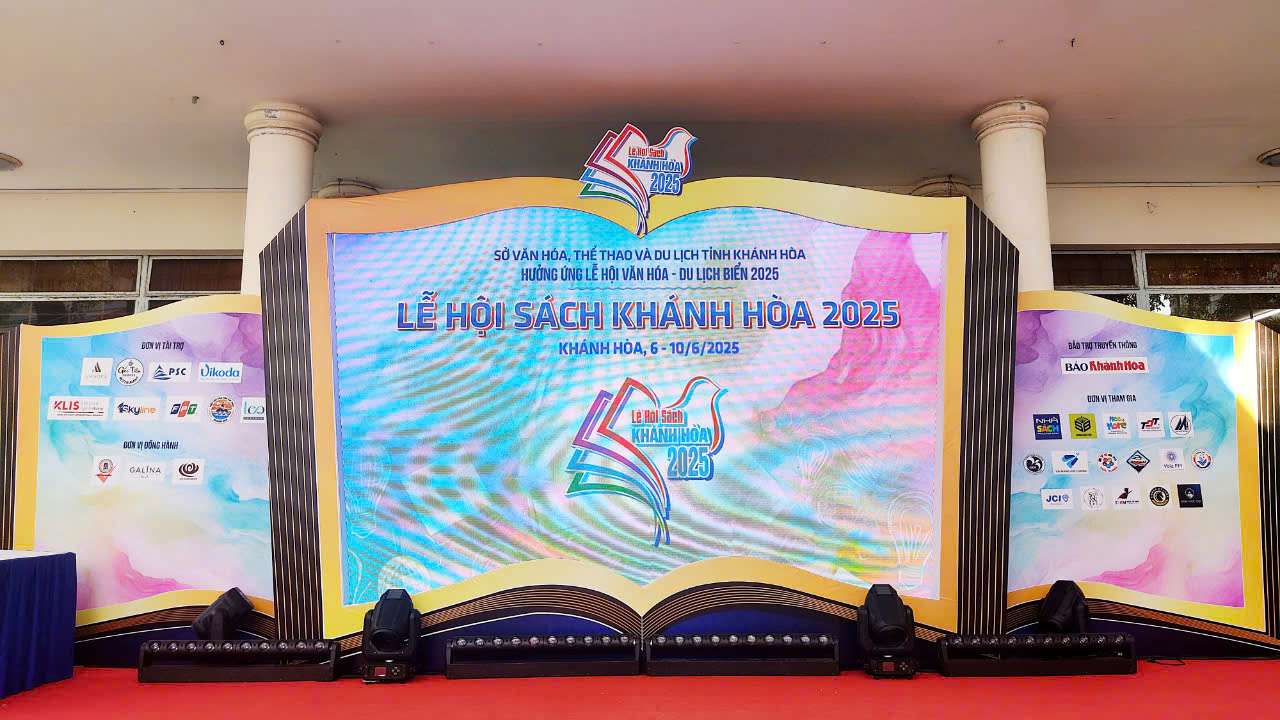 Lễ Hội Sách
KHÁNH HÒA
2025
SỞ VĂN HÓA, THỂ THAO VÀ DU LỊCH TỈNH KHÁNH HÒA
HƯỞNG ỨNG LỄ HỘI VĂN HÓA - DU LỊCH BIỂN 2025
LỄ HỘI SÁCH KHÁNH HÒA 2025
KHÁNH HÒA, 6 - 10/6/2025
Lễ Hội Sách
KHÁNH HÒA
2025
ĐƠN VỊ TÀI TRỢ
PSC
Vikoda
KLIS
Skyline
FPT
ĐƠN VỊ ĐỒNG HÀNH
GALINA
BẢO TRỢ TRUYỀN THÔNG
BÁO Khánh Hòa
ĐƠN VỊ THAM GIA
NHÀ
SÁCH
JCI